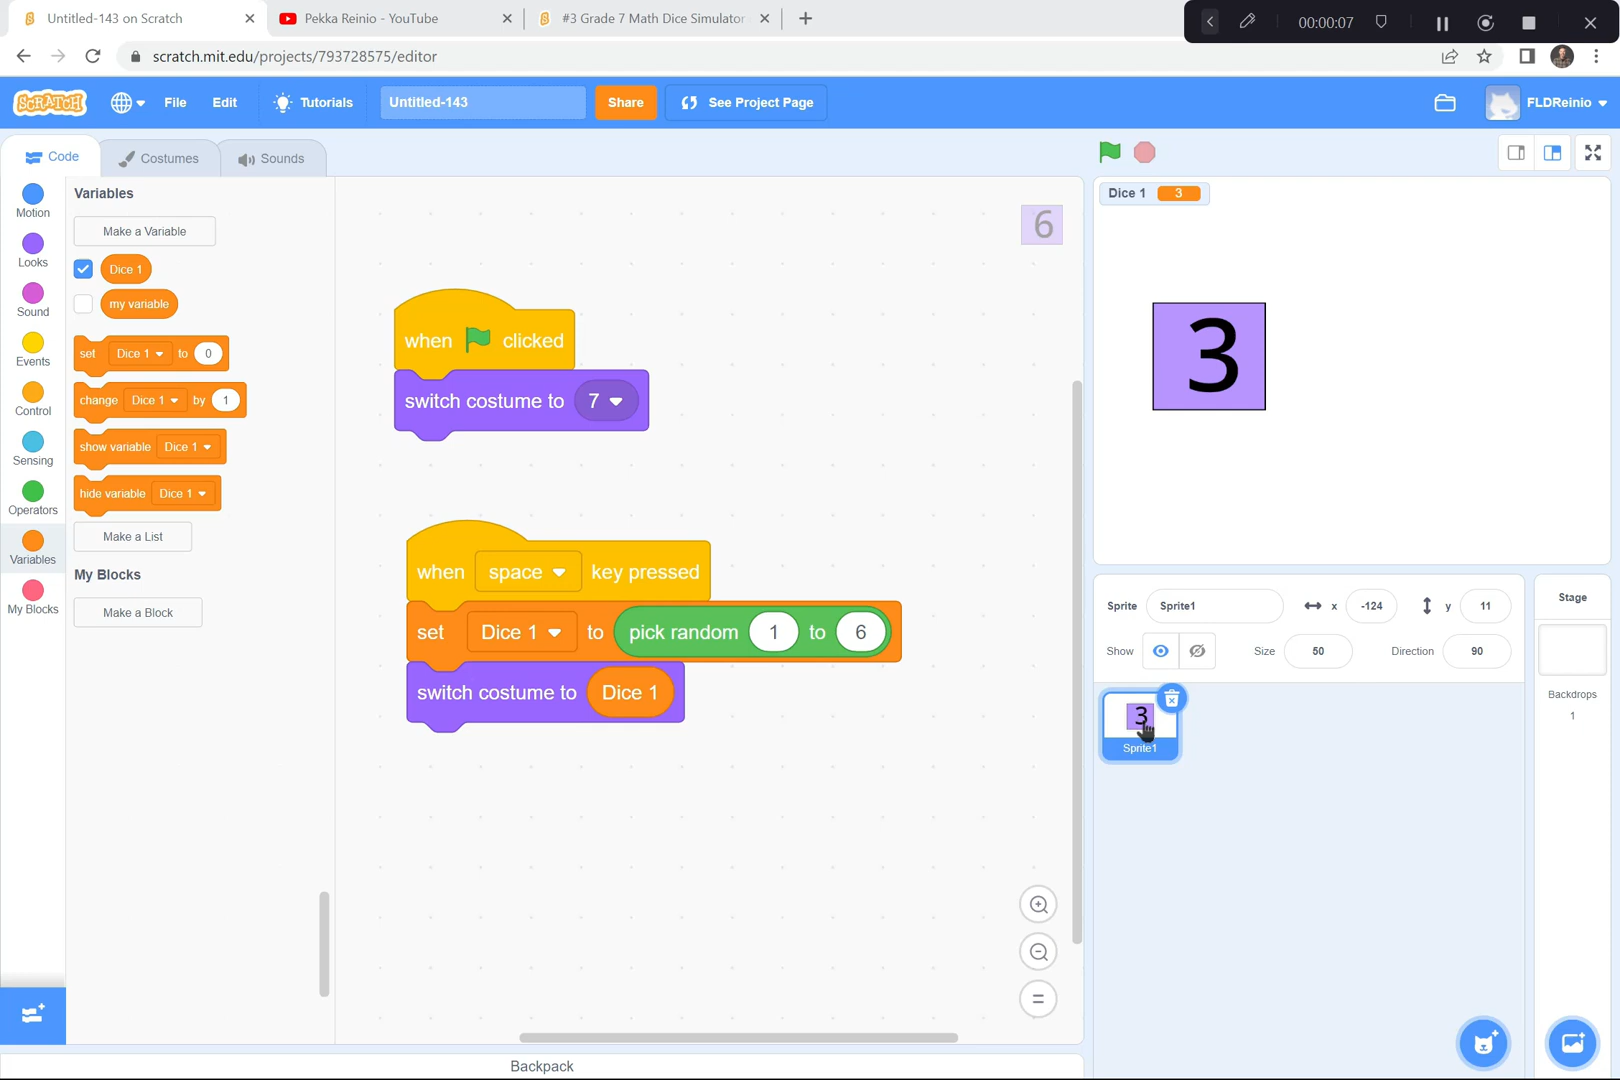 Untitled-143 on Scratch
Pekka Reinio - YouTube
#3 Grade 7 Math Dice Simulator
00:00:07
scratch.mit.edu/projects/793728575/editor
SCRATCH
File
Edit
Tutorials
Untitled-143
Share
See Project Page
FLDReinio
Code
Costumes
Sounds
Motion
Looks
Sound
Events
Control
Sensing
Operators
Variables
My Blocks
Variables
Make a Variable
Dice 1
my variable
set Dice 1 to 0
change Dice 1 by 1
show variable Dice 1
hide variable Dice 1
Make a List
My Blocks
Make a Block
6
when clicked
switch costume to 7
when space key pressed
set Dice 1 to pick random 1 to 6
switch costume to Dice 1
Backpack
Dice 1 3
3
Sprite Sprite1 x -124 y 11
Show Size 50 Direction 90
3
Sprite1
Stage
Backdrops
1